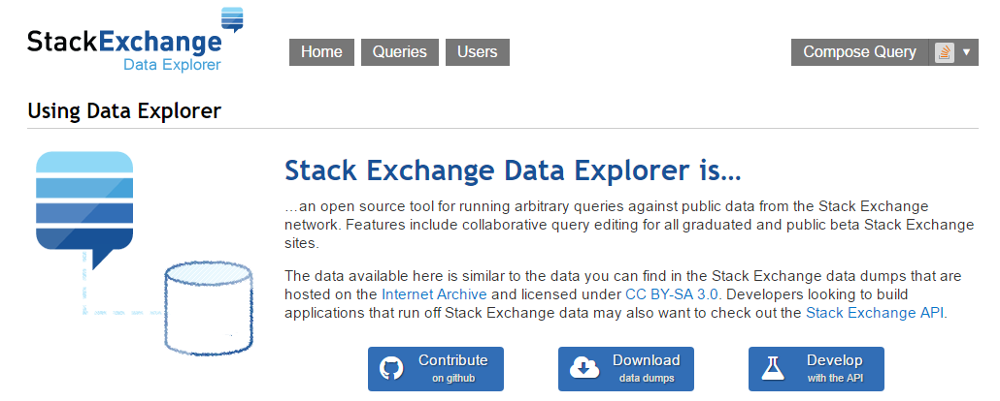 StackExchange
Data Explorer
Home
Queries
Users
Compose Query
Using Data Explorer
Stack Exchange Data Explorer is...
...an open source tool for running arbitrary queries against public data from the Stack Exchange
network. Features include collaborative query editing for all graduated and public beta Stack Exchange
sites.
The data available here is similar to the data you can find in the Stack Exchange data dumps that are
hosted on the Internet Archive and licensed under CC BY-SA 3.0. Developers looking to build
applications that run off Stack Exchange data may also want to check out the Stack Exchange API.
Contribute
on github
Download
data dumps
Develop
with the API